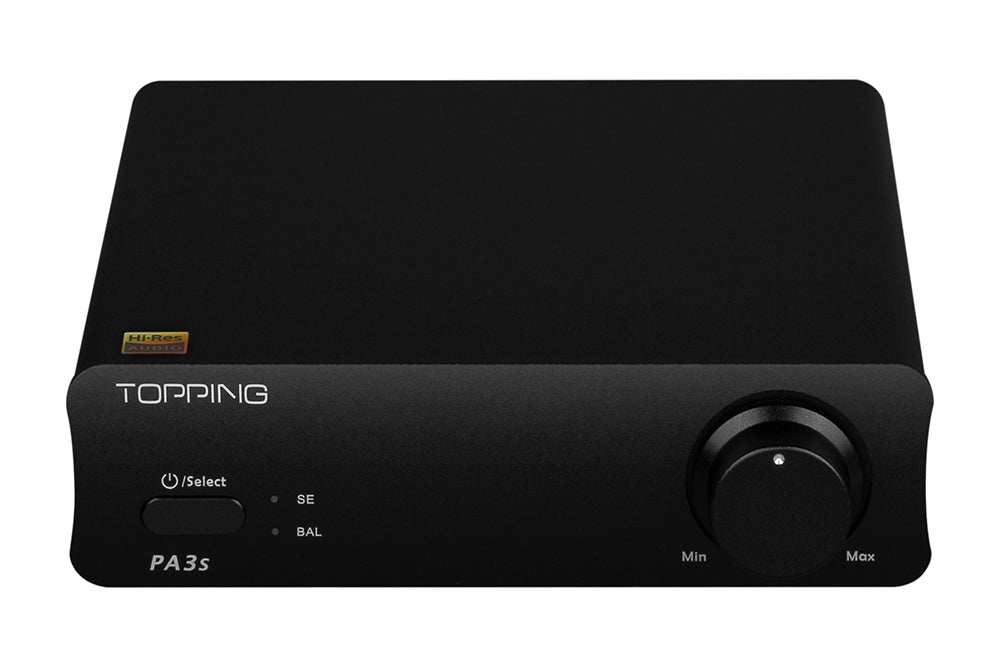 Hi-Res
AUDIO
TOPPING
/Select
SE
BAL
PA3s
Min
Max